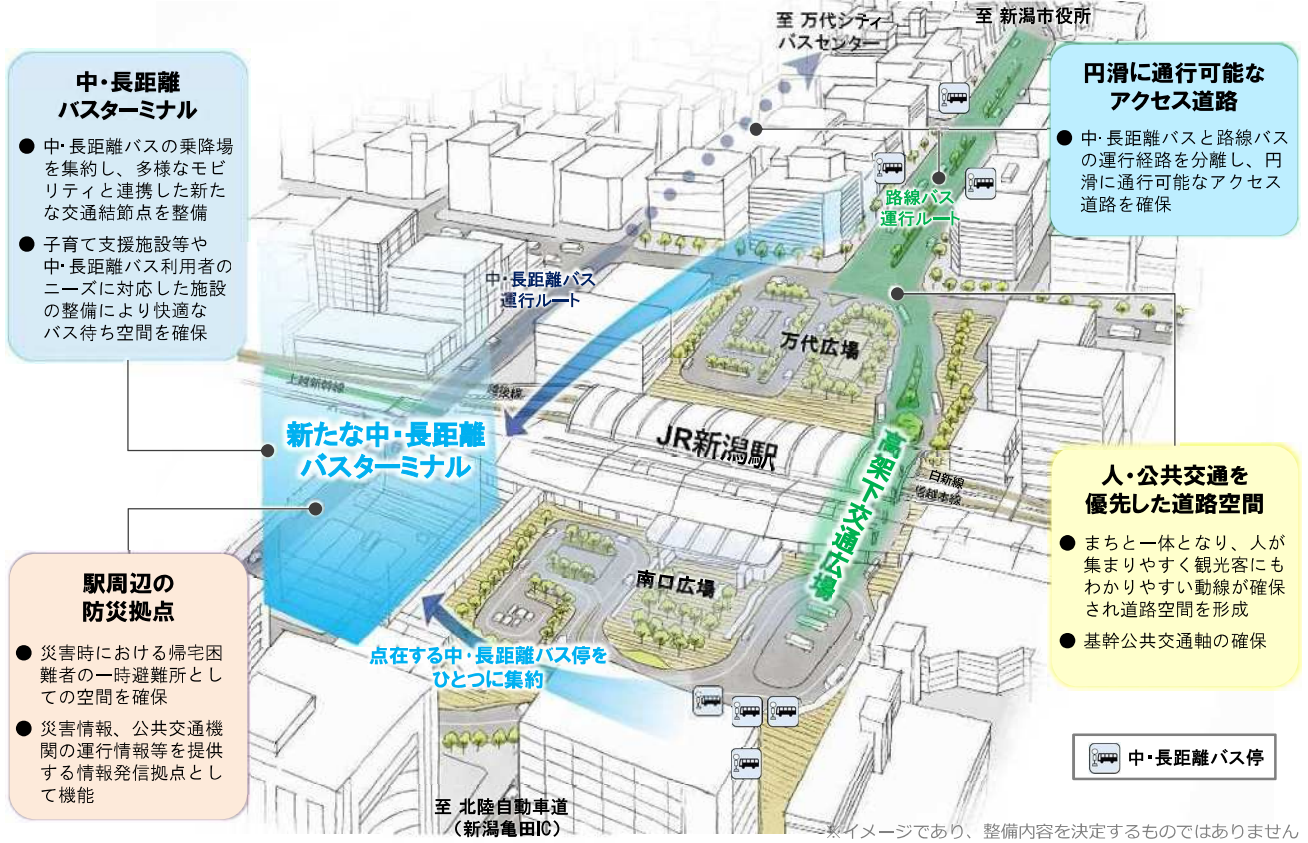 至 万代シティ
バスセンター
至 新潟市役所
中・長距離
バスターミナル
● 中・長距離バスの乗降場
を集約し、多様なモビ
リティと連携した新た
な交通結節点を整備
● 子育て支援施設等や
中・長距離バス利用者の
ニーズに対応した施設
の整備により快適な
バス待ち空間を確保
円滑に通行可能な
アクセス道路
● 中・長距離バスと路線バス
の運行経路を分離し、円
滑に通行可能なアクセス
道路を確保
路線バス
運行ルート
中・長距離バス
運行ルート
万代広場
上越新幹線
越後線
新たな中・長距離
バスターミナル
JR新潟駅
高架下交通広場
白新線
信越本線
人・公共交通を
優先した道路空間
● まちと一体となり、人が
集まりやすく観光客にも
わかりやすい動線が確保
され道路空間を形成
● 基幹公共交通軸の確保
駅周辺の
防災拠点
● 災害時における帰宅困
難者の一時避難所とし
ての空間を確保
● 災害情報、公共交通機
関の運行情報等を提供
する情報発信拠点とし
て機能
南口広場
点在する中・長距離バス停を
ひとつに集約
中・長距離バス停
至 北陸自動車道
（新潟亀田IC）
※イメージであり、整備内容を決定するものではありません